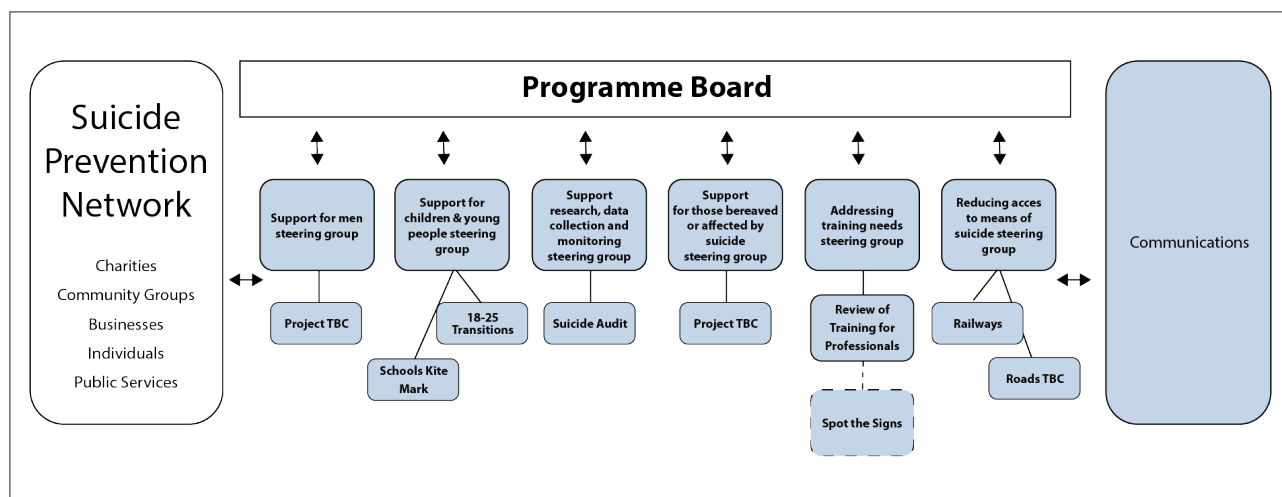 Programme Board
Suicide
Prevention
Network
Charities
Community Groups
Businesses
Individuals
Public Services
Support for men
steering group
Project TBC
Support for
children & young
people steering
group
18-25
Transitions
Schools Kite
Mark
Support
research, data
collection and
monitoring
steering group
Suicide Audit
Support
for those bereaved
or affected by
suicide
steering group
Project TBC
Addressing
training needs
steering group
Review of
Training for
Professionals
Spot the Signs
Reducing acces
to means of
suicide steering
group
Railways
Roads TBC
Communications